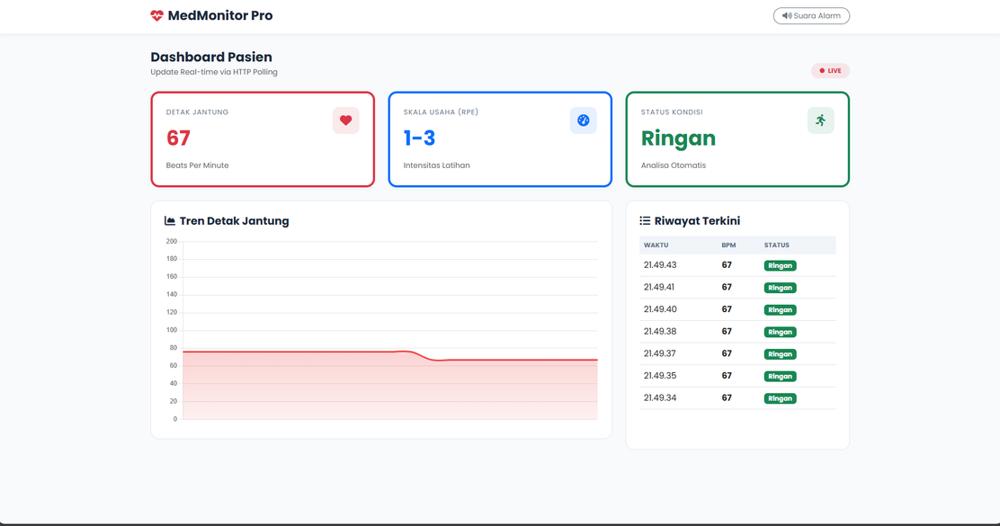 MedMonitor Pro
Suara Alarm
Dashboard Pasien
Update Real-time via HTTP Polling
LIVE
DETAK JANTUNG
67
Beats Per Minute
SKALA USAHA (RPE)
1-3
Intensitas Latihan
STATUS KONDISI
Ringan
Analisa Otomatis
Tren Detak Jantung
200
180
160
140
120
100
80
60
40
20
0
Riwayat Terkini
WAKTU BPM STATUS
21.49.43 67 Ringan
21.49.41 67 Ringan
21.49.40 67 Ringan
21.49.38 67 Ringan
21.49.37 67 Ringan
21.49.35 67 Ringan
21.49.34 67 Ringan